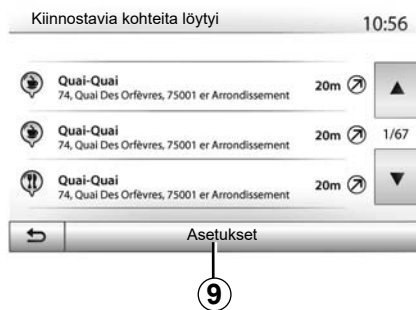 Kiinnostavia kohteita löytyi 10:56
Quai-Quai
74, Quai Des Orfèvres, 75001 er Arrondissement
20m
Quai-Quai
74, Quai Des Orfèvres, 75001 er Arrondissement
20m
1/67
Quai-Quai
74, Quai Des Orfèvres, 75001 er Arrondissement
20m
Asetukset
9